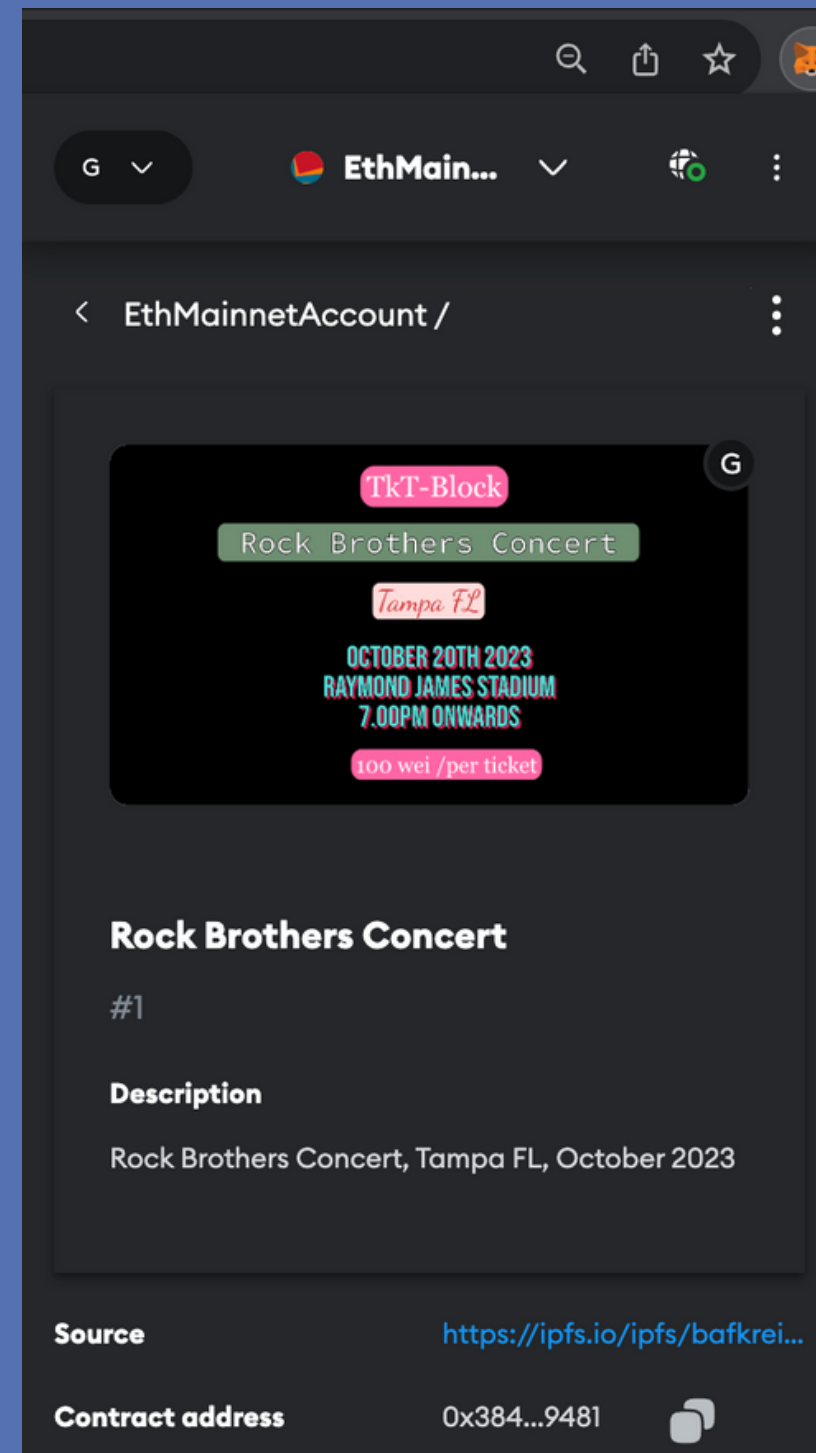 G
EthMain...
EthMainnetAccount /
G
TkT-Block
Rock Brothers Concert
Tampa FL
OCTOBER 20TH 2023
RAYMOND JAMES STADIUM
7.00PM ONWARDS
100 wei /per ticket
Rock Brothers Concert
#1
Description
Rock Brothers Concert, Tampa FL, October 2023
Source https://ipfs.io/ipfs/bafkrei...
Contract address 0x384...9481